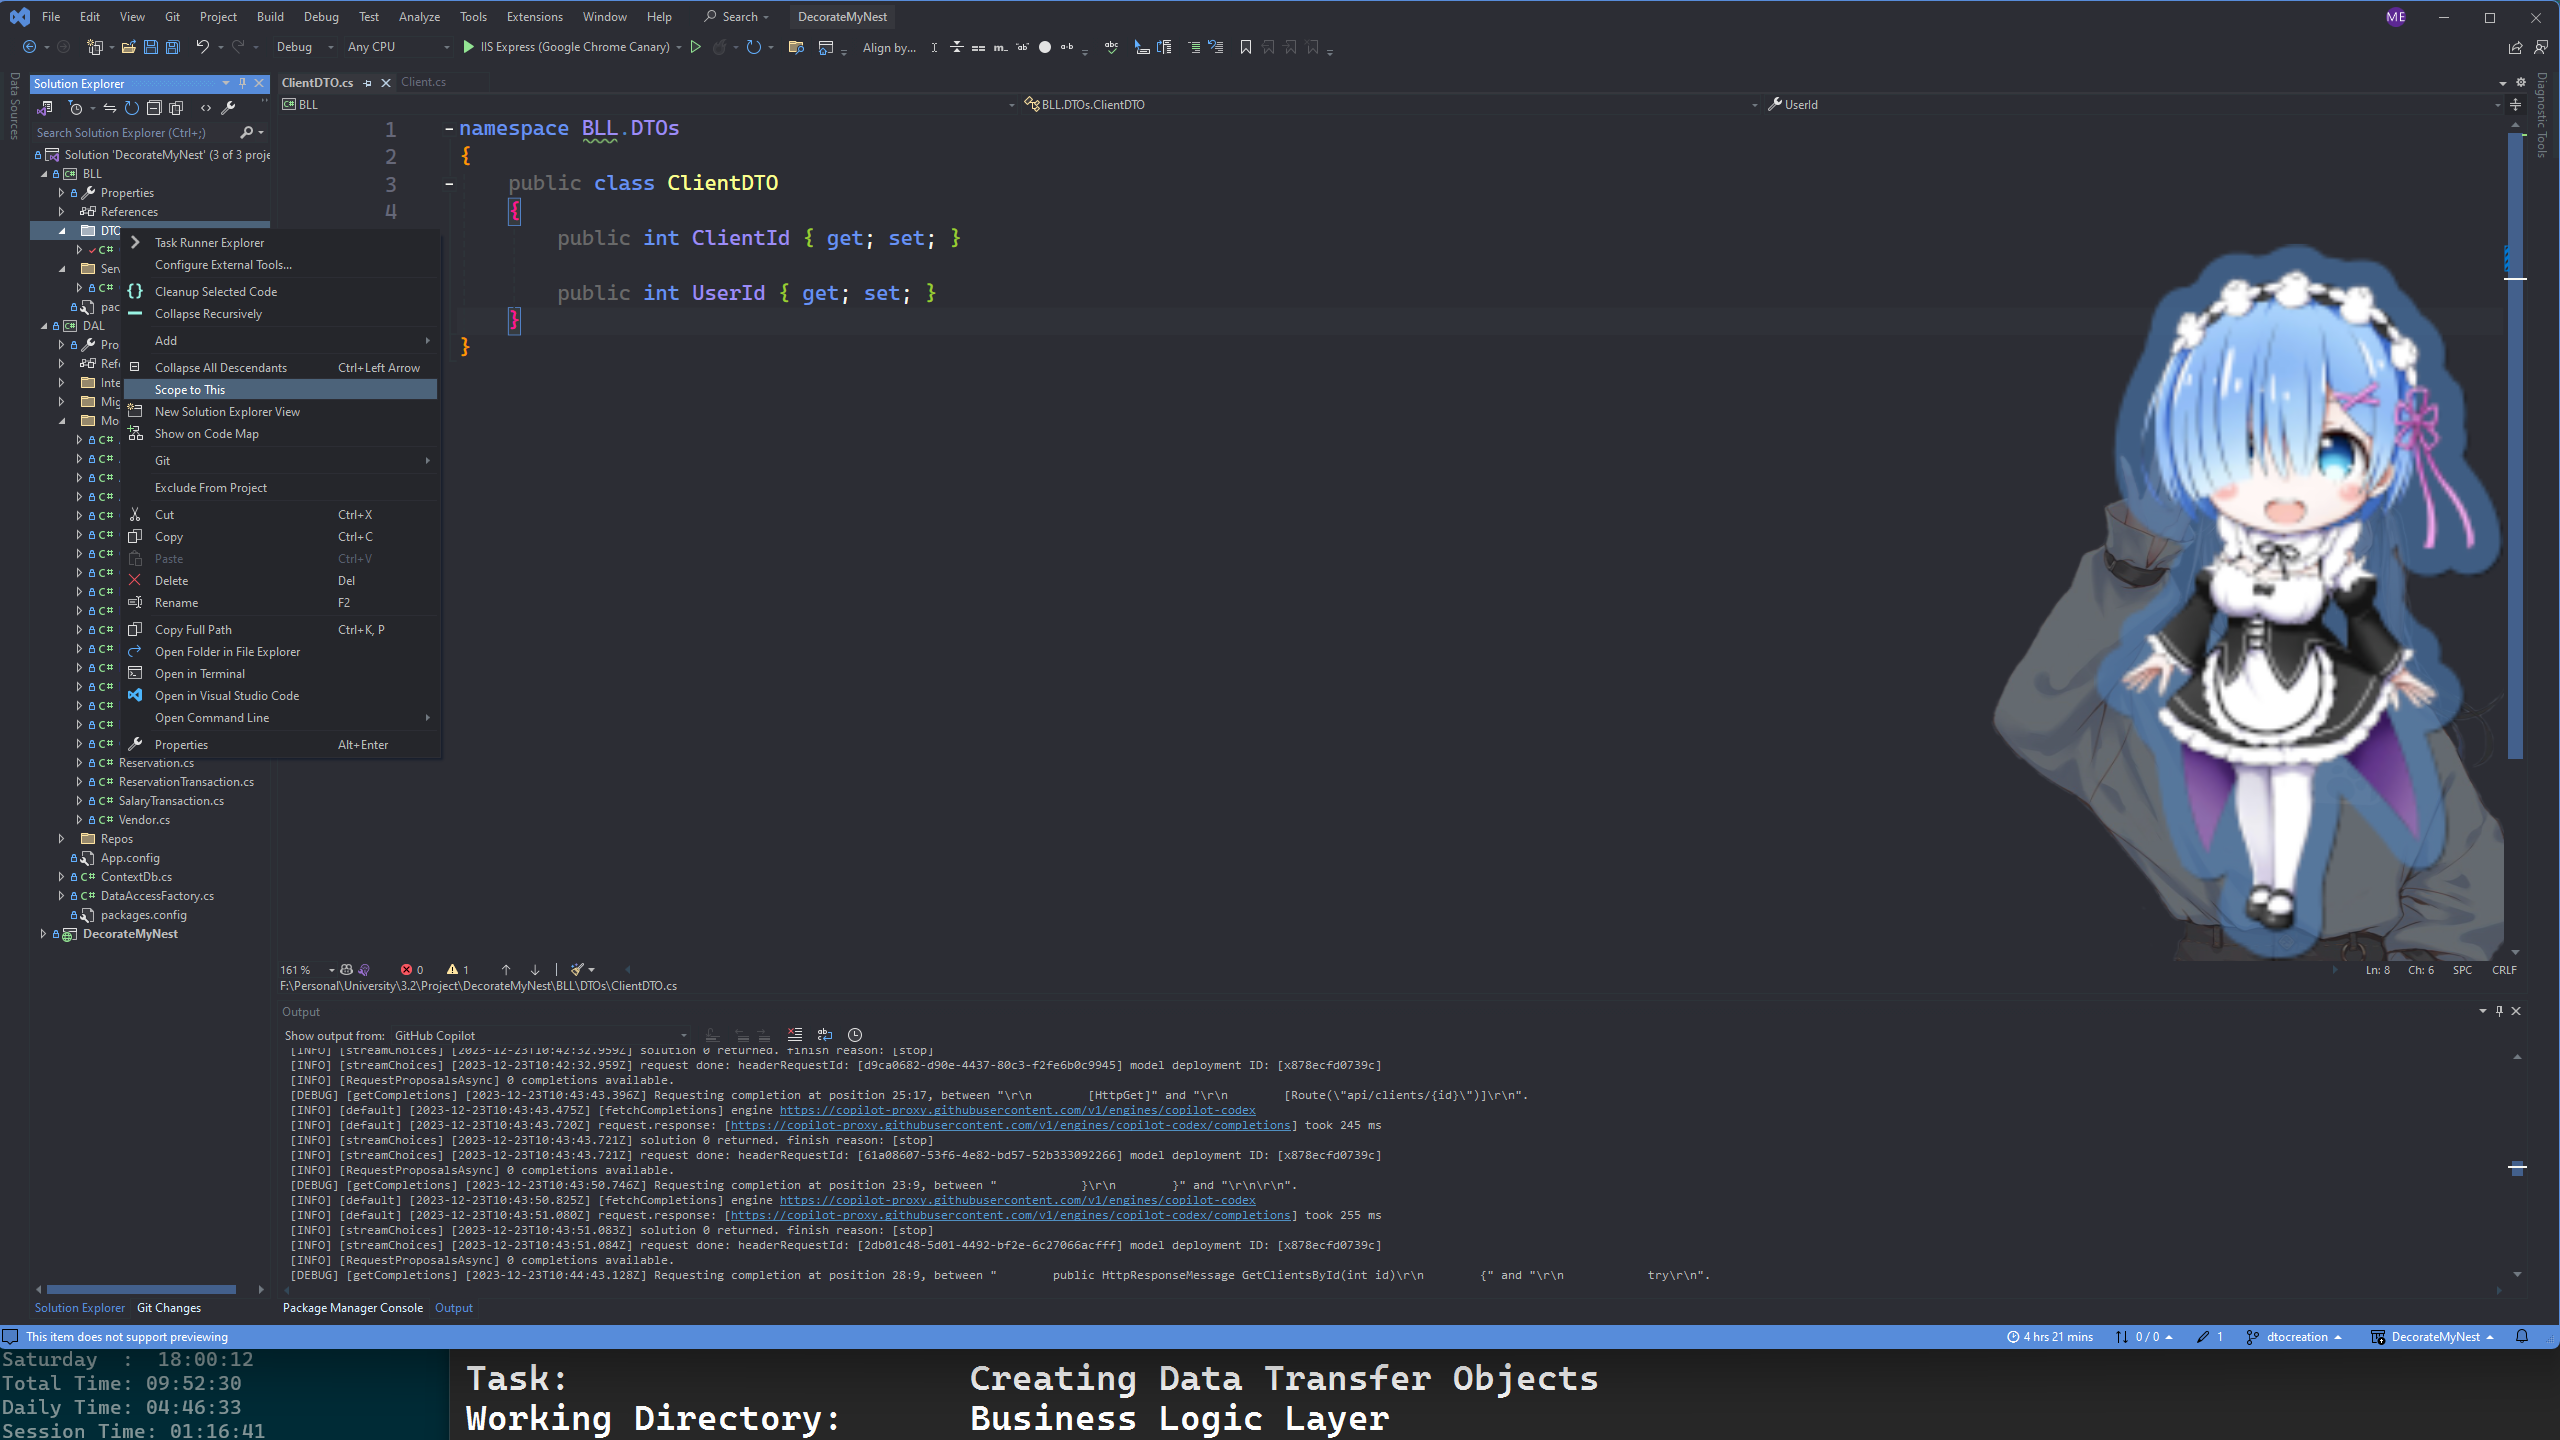 File Edit View Git Project Build Debug Test Analyze Tools Extensions Window Help Search DecorateMyNest ME
Debug Any CPU IIS Express (Google Chrome Canary) Align by...
Data Sources
Solution Explorer
Search Solution Explorer (Ctrl+;)
Solution 'DecorateMyNest' (3 of 3 proje
BLL
Properties
References
DTO
C#
Serv
C#
pac
DAL
Pro
Refe
Inte
Mig
Mo
Reservation.cs
ReservationTransaction.cs
SalaryTransaction.cs
Vendor.cs
Repos
App.config
ContextDb.cs
DataAccessFactory.cs
packages.config
DecorateMyNest
Task Runner Explorer
Configure External Tools...
Cleanup Selected Code
Collapse Recursively
Add
Collapse All Descendants Ctrl+Left Arrow
Scope to This
New Solution Explorer View
Show on Code Map
Git
Exclude From Project
Cut Ctrl+X
Copy Ctrl+C
Paste Ctrl+V
Delete Del
Rename F2
Copy Full Path Ctrl+K, P
Open Folder in File Explorer
Open in Terminal
Open in Visual Studio Code
Open Command Line
Properties Alt+Enter
ClientDTO.cs Client.cs
BLL BLL.DTOs.ClientDTO UserId
1 namespace BLL.DTOs
2 {
3 public class ClientDTO
4 {
public int ClientId { get; set; }
public int UserId { get; set; }
}
}
Diagnostic Tools
161 % 0 1 Ln: 8 Ch: 6 SPC CRLF
F:\Personal\University\3.2\Project\DecorateMyNest\BLL\DTOs\ClientDTO.cs
Output
Show output from: GitHub Copilot
[INFO] [streamChoices] [2023-12-23T10:42:32.959Z] solution 0 returned. finish reason: [stop]
[INFO] [streamChoices] [2023-12-23T10:42:32.959Z] request done: headerRequestId: [d9ca0682-d90e-4437-80c3-f2fe6b0c9945] model deployment ID: [x878ecfd0739c]
[INFO] [RequestProposalsAsync] 0 completions available.
[DEBUG] [getCompletions] [2023-12-23T10:43:43.396Z] Requesting completion at position 25:17, between "\r\n [HttpGet]" and "\r\n [Route(\"api/clients/{id}\")]\r\n".
[INFO] [default] [2023-12-23T10:43:43.475Z] [fetchCompletions] engine https://copilot-proxy.githubusercontent.com/v1/engines/copilot-codex
[INFO] [default] [2023-12-23T10:43:43.720Z] request.response: [https://copilot-proxy.githubusercontent.com/v1/engines/copilot-codex/completions] took 245 ms
[INFO] [streamChoices] [2023-12-23T10:43:43.721Z] solution 0 returned. finish reason: [stop]
[INFO] [streamChoices] [2023-12-23T10:43:43.721Z] request done: headerRequestId: [61a08607-53f6-4e82-bd57-52b333092266] model deployment ID: [x878ecfd0739c]
[INFO] [RequestProposalsAsync] 0 completions available.
[DEBUG] [getCompletions] [2023-12-23T10:43:50.746Z] Requesting completion at position 23:9, between " }\r\n }" and "\r\n\r\n".
[INFO] [default] [2023-12-23T10:43:50.825Z] [fetchCompletions] engine https://copilot-proxy.githubusercontent.com/v1/engines/copilot-codex
[INFO] [default] [2023-12-23T10:43:51.080Z] request.response: [https://copilot-proxy.githubusercontent.com/v1/engines/copilot-codex/completions] took 255 ms
[INFO] [streamChoices] [2023-12-23T10:43:51.083Z] solution 0 returned. finish reason: [stop]
[INFO] [streamChoices] [2023-12-23T10:43:51.084Z] request done: headerRequestId: [2db01c48-5d01-4492-bf2e-6c27066acfff] model deployment ID: [x878ecfd0739c]
[INFO] [RequestProposalsAsync] 0 completions available.
[DEBUG] [getCompletions] [2023-12-23T10:44:43.128Z] Requesting completion at position 28:9, between " public HttpResponseMessage GetClientsById(int id)\r\n {" and "\r\n try\r\n".
Solution Explorer Git Changes Package Manager Console Output
This item does not support previewing 4 hrs 21 mins 0 / 0 1 dtocreation DecorateMyNest
Saturday : 18:00:12
Total Time: 09:52:30
Daily Time: 04:46:33
Session Time: 01:16:41
Task: Creating Data Transfer Objects
Working Directory: Business Logic Layer